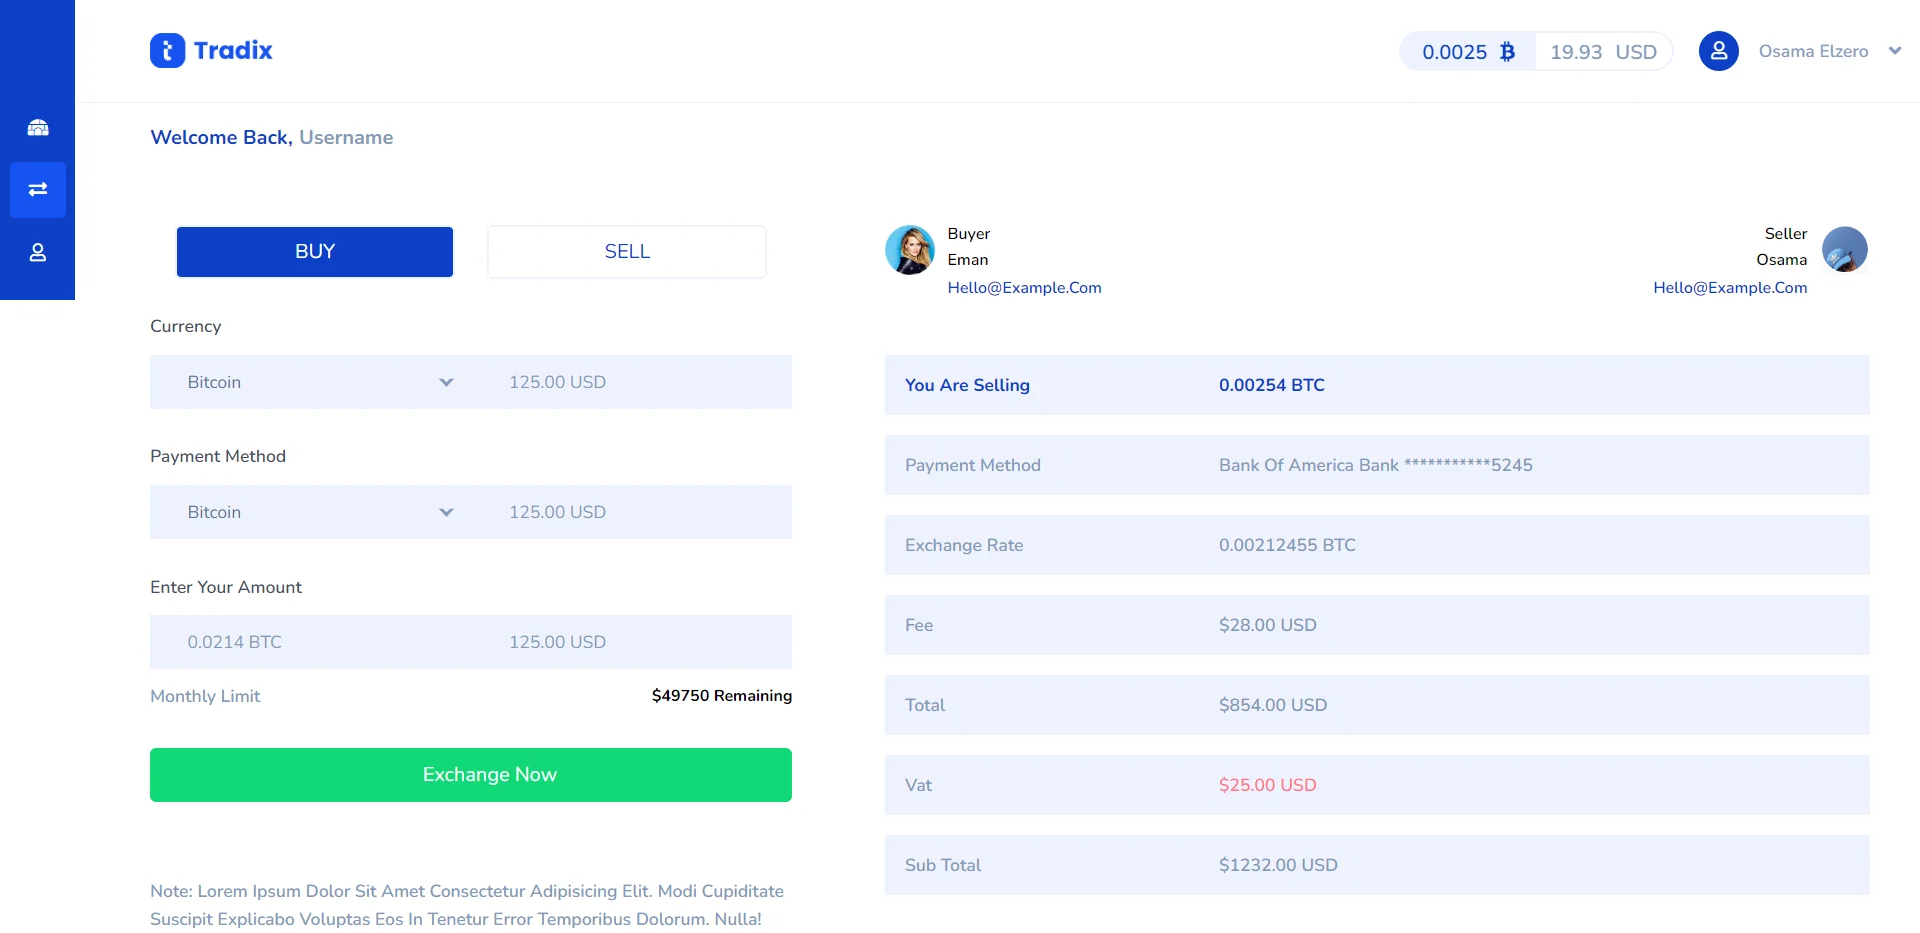 Tradix
0.0025
19.93 USD
Osama Elzero
Welcome Back, Username
BUY
SELL
Currency
Bitcoin
125.00 USD
Payment Method
Bitcoin
125.00 USD
Enter Your Amount
0.0214 BTC
125.00 USD
Monthly Limit
$49750 Remaining
Exchange Now
Note: Lorem Ipsum Dolor Sit Amet Consectetur Adipisicing Elit. Modi Cupiditate
Suscipit Explicabo Voluptas Eos In Tenetur Error Temporibus Dolorum. Nulla!
Buyer
Eman
Hello@Example.Com
Seller
Osama
Hello@Example.Com
You Are Selling
0.00254 BTC
Payment Method
Bank Of America Bank ***********5245
Exchange Rate
0.00212455 BTC
Fee
$28.00 USD
Total
$854.00 USD
Vat
$25.00 USD
Sub Total
$1232.00 USD